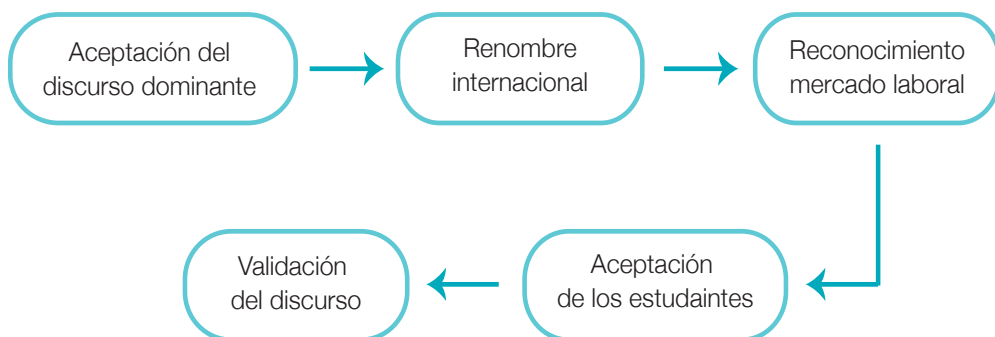 Aceptación del
discurso dominante
Renombre
internacional
Reconocimiento
mercado laboral
Aceptación
de los estudaintes
Validación
del discurso